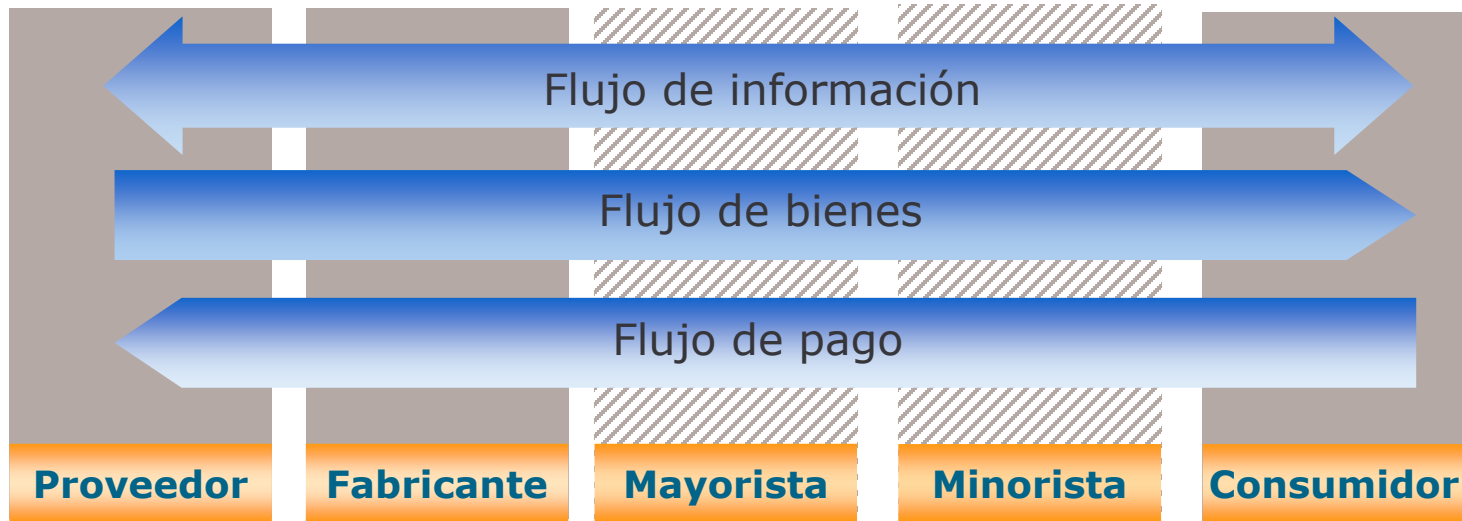 Flujo de información
Flujo de bienes
Flujo de pago
Proveedor Fabricante Mayorista Minorista Consumidor